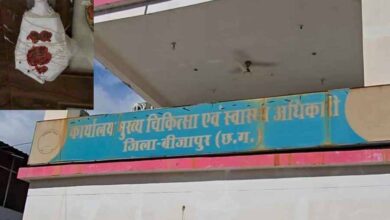 कार्यालय मुख्य चिकित्सा एवं स्वास्थ्य अधिकारी
जिला-बीजापुर (छ.ग.